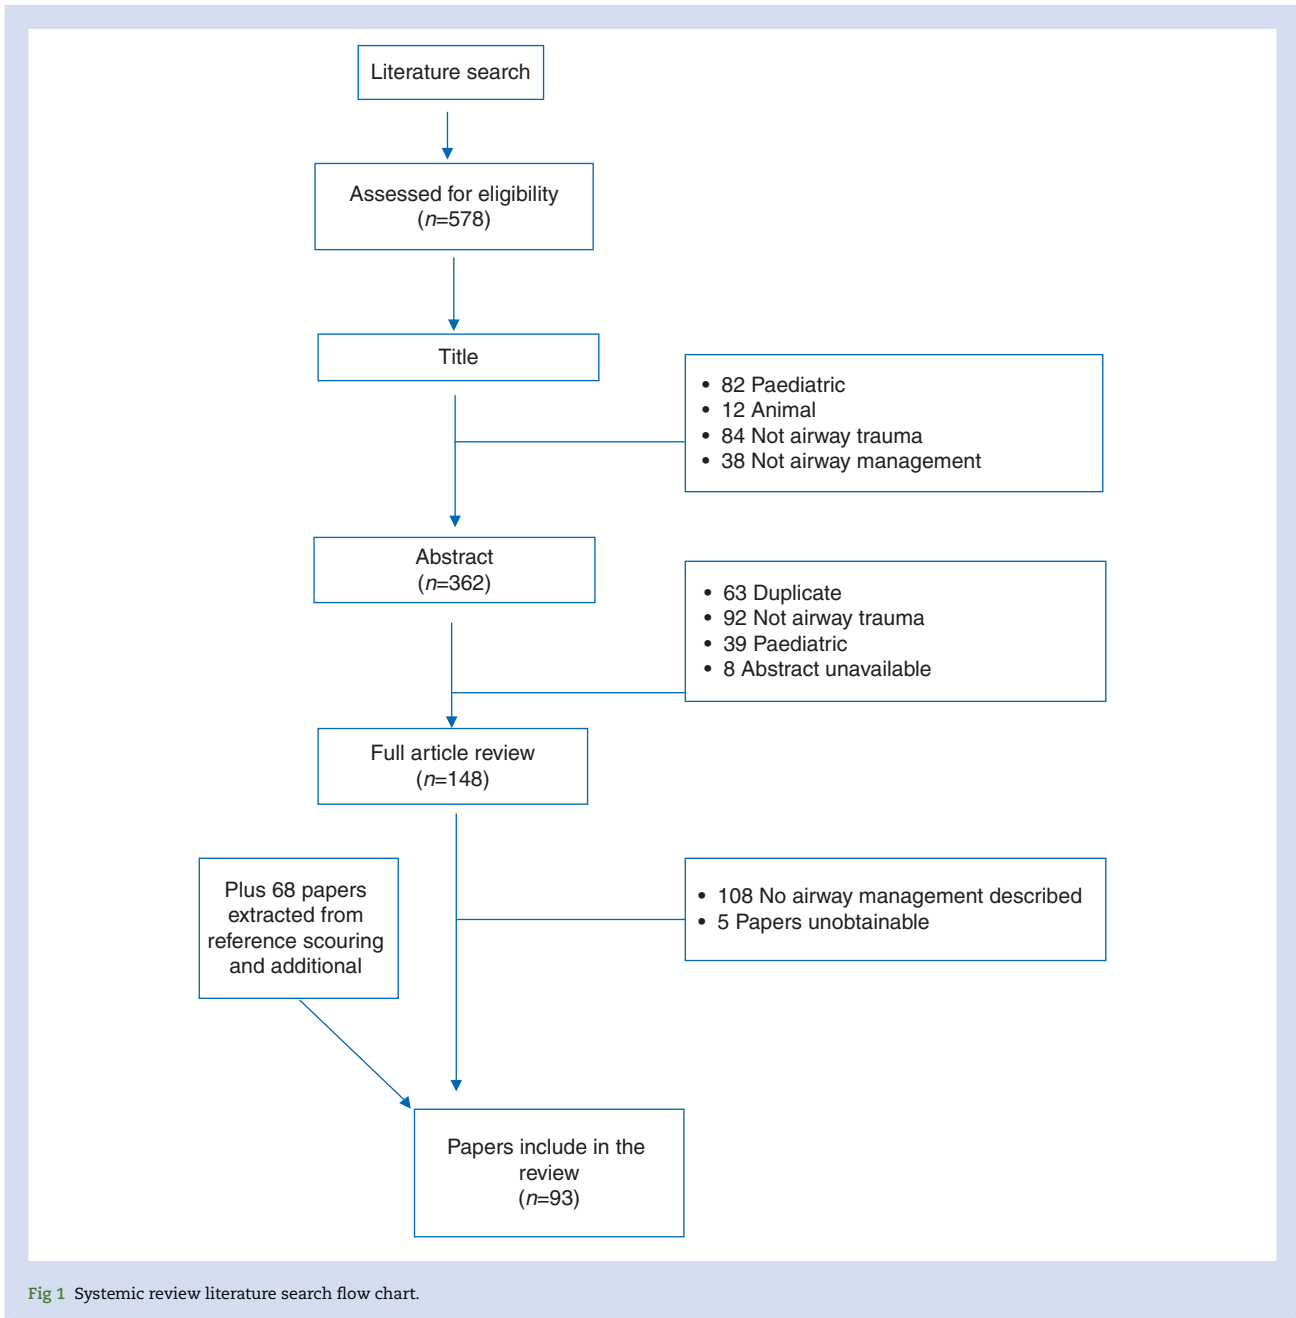 Literature search
Assessed for eligibility
(n=578)
Title
• 82 Paediatric
• 12 Animal
• 84 Not airway trauma
• 38 Not airway management
Abstract
(n=362)
• 63 Duplicate
• 92 Not airway trauma
• 39 Paediatric
• 8 Abstract unavailable
Full article review
(n=148)
Plus 68 papers
extracted from
reference scouring
and additional
• 108 No airway management described
• 5 Papers unobtainable
Papers include in the
review
(n=93)
Fig 1 Systemic review literature search flow chart.